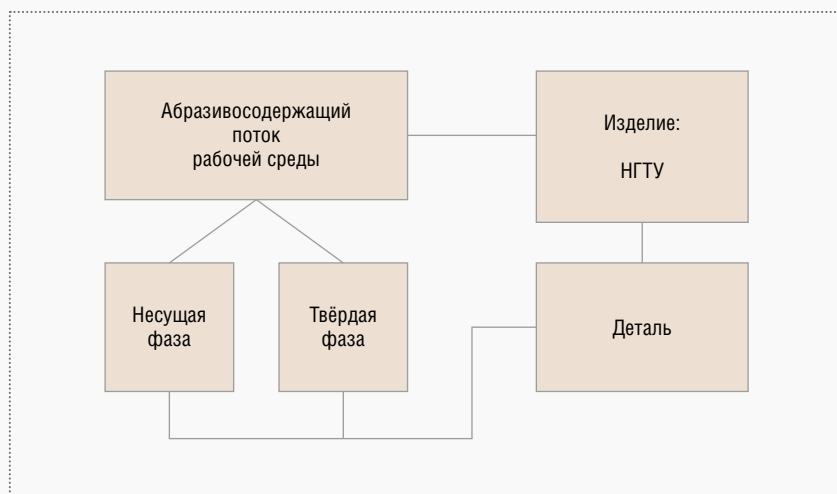 Абразивосодержащий
поток
рабочей среды
Изделие:
НГТУ
Несущая
фаза
Твёрдая
фаза
Деталь